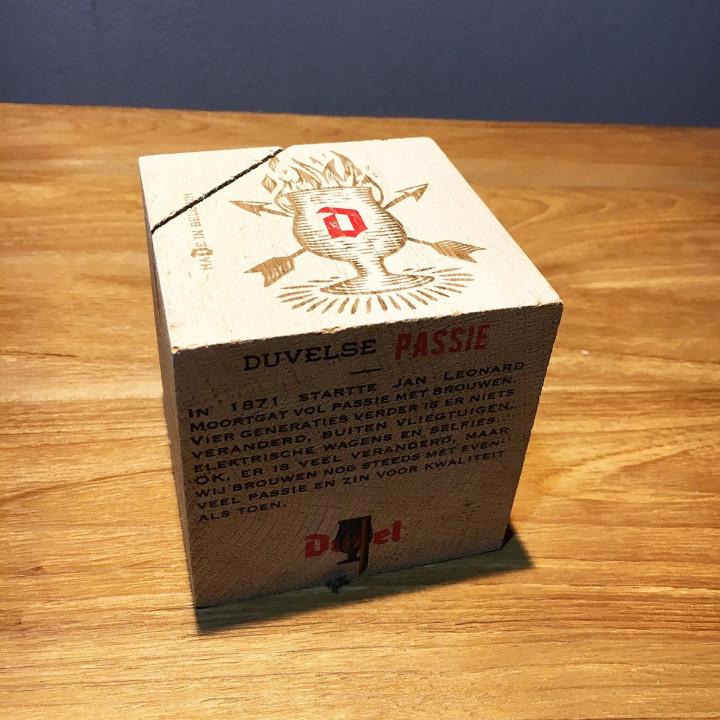 MADE IN BELGIUM
D
DUVELSE PASSIE
IN 1871 STARTTE JAN LEONARD
MOORTGAT VOL PASSIE MET BROUWEN.
VIER GENERATIES VERDER IS ER NIETS
VERANDERD, BUITEN VLIEGTUIGEN,
ELEKTRISCHE WAGENS EN SELFIES...
OK, ER IS VEEL VERANDERD, MAAR
WIJ BROUWEN NOG STEEDS MET EVEN-
VEEL PASSIE EN ZIN VOOR KWALITEIT
ALS TOEN.
Duvel